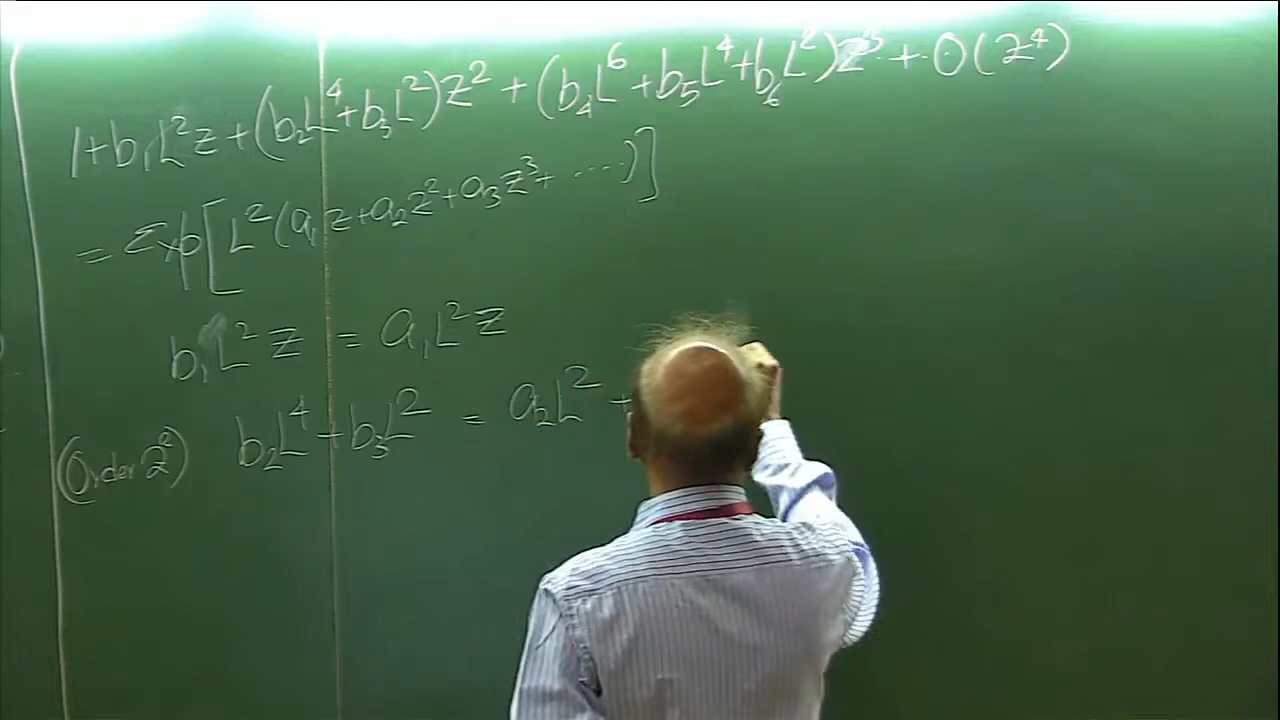 1+b₁L²z+(b₂L⁴+b₃L²)z²+(b₄L⁶+b₅L⁴+b₆L²)z³+O(z⁴)
= Exp[L²(a₁z+a₂z²+a₃z³+....)]
b₁L²z = a₁L²z
(Order z²) b₂L⁴+b₃L² = a₂L² +